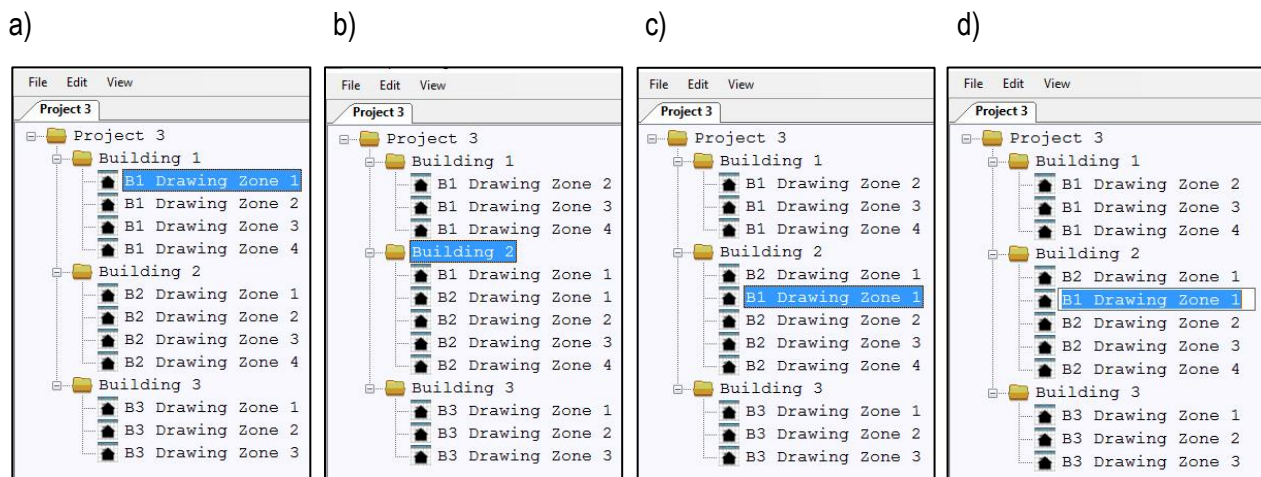 a)
File Edit View
Project 3
Project 3
Building 1
B1 Drawing Zone 1
B1 Drawing Zone 2
B1 Drawing Zone 3
B1 Drawing Zone 4
Building 2
B2 Drawing Zone 1
B2 Drawing Zone 2
B2 Drawing Zone 3
B2 Drawing Zone 4
Building 3
B3 Drawing Zone 1
B3 Drawing Zone 2
B3 Drawing Zone 3
b)
File Edit View
Project 3
Project 3
Building 1
B1 Drawing Zone 2
B1 Drawing Zone 3
B1 Drawing Zone 4
Building 2
B1 Drawing Zone 1
B2 Drawing Zone 1
B2 Drawing Zone 2
B2 Drawing Zone 3
B2 Drawing Zone 4
Building 3
B3 Drawing Zone 1
B3 Drawing Zone 2
B3 Drawing Zone 3
c)
File Edit View
Project 3
Project 3
Building 1
B1 Drawing Zone 2
B1 Drawing Zone 3
B1 Drawing Zone 4
Building 2
B2 Drawing Zone 1
B1 Drawing Zone 1
B2 Drawing Zone 2
B2 Drawing Zone 3
B2 Drawing Zone 4
Building 3
B3 Drawing Zone 1
B3 Drawing Zone 2
B3 Drawing Zone 3
d)
File Edit View
Project 3
Project 3
Building 1
B1 Drawing Zone 2
B1 Drawing Zone 3
B1 Drawing Zone 4
Building 2
B2 Drawing Zone 1
B1 Drawing Zone 1
B2 Drawing Zone 2
B2 Drawing Zone 3
B2 Drawing Zone 4
Building 3
B3 Drawing Zone 1
B3 Drawing Zone 2
B3 Drawing Zone 3